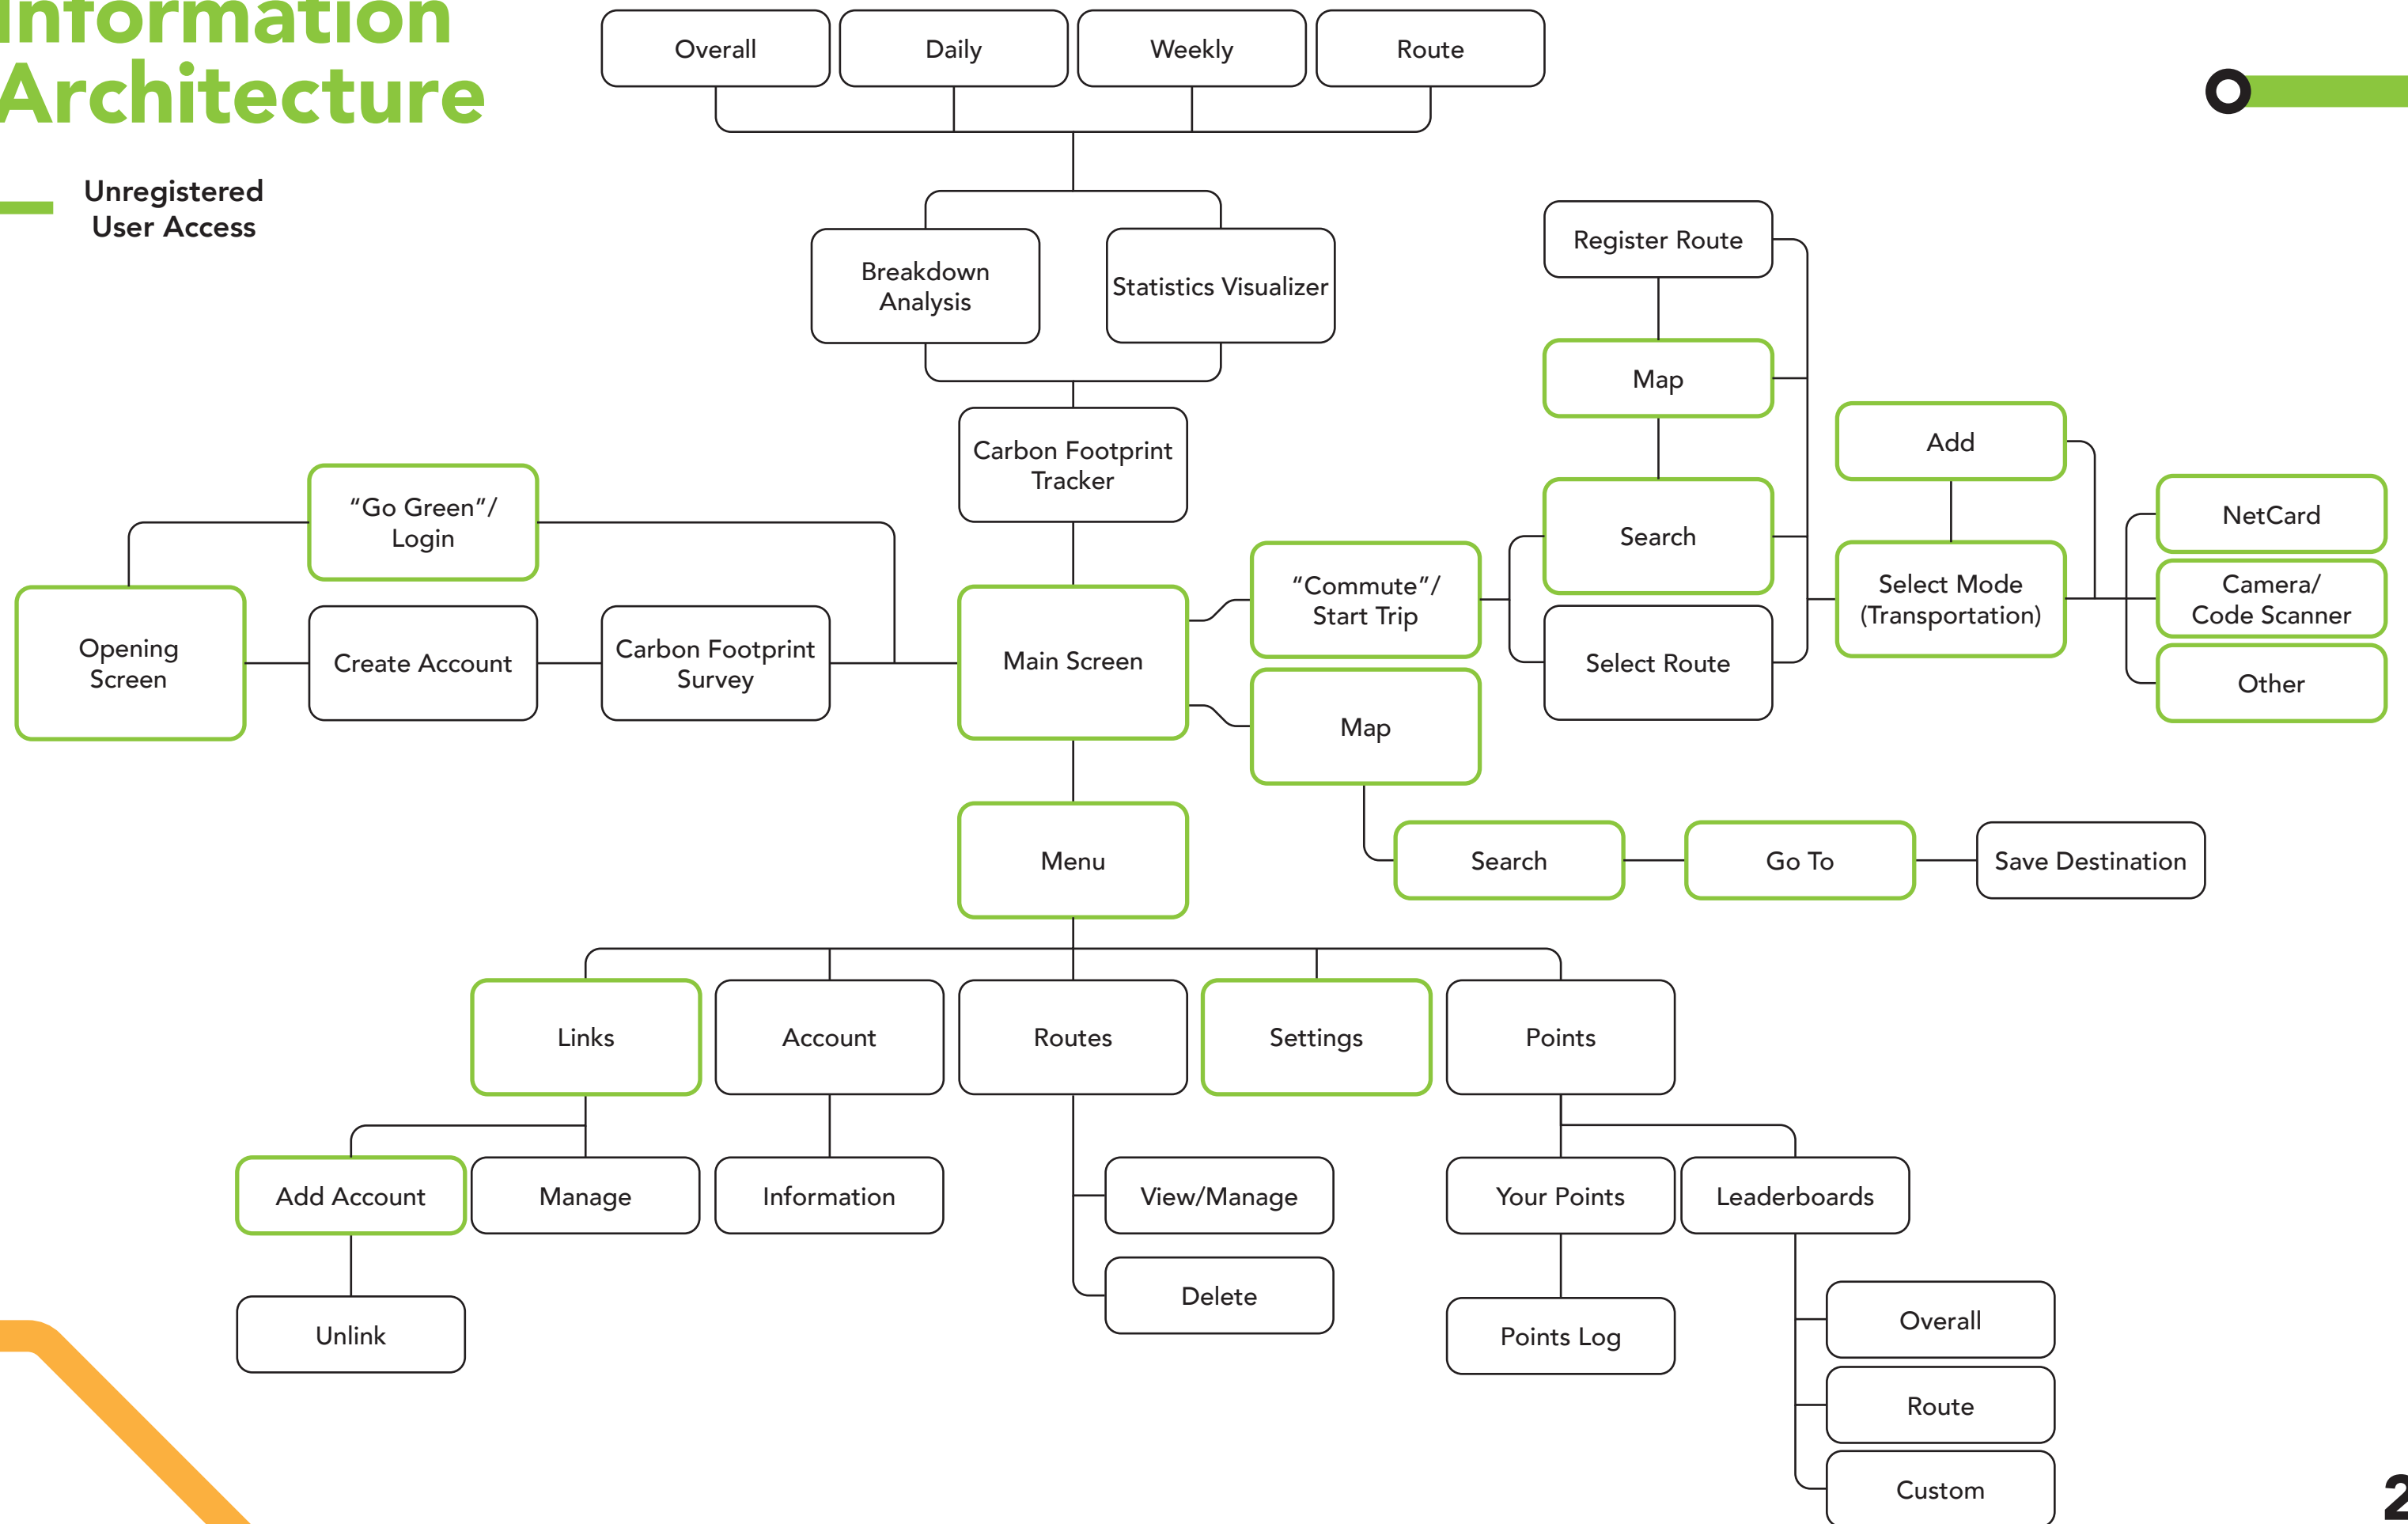 Information
Architecture
Unregistered
User Access
Overall
Daily
Weekly
Route
Breakdown
Analysis
Statistics Visualizer
Carbon Footprint
Tracker
Register Route
Map
Search
Select Route
Add
Select Mode
(Transportation)
NetCard
Camera/
Code Scanner
Other
“Go Green”/
Login
Opening
Screen
Create Account
Carbon Footprint
Survey
Main Screen
“Commute”/
Start Trip
Map
Search
Go To
Save Destination
Menu
Links
Account
Routes
Settings
Points
Add Account
Manage
Information
View/Manage
Your Points
Leaderboards
Unlink
Delete
Points Log
Overall
Route
Custom
2